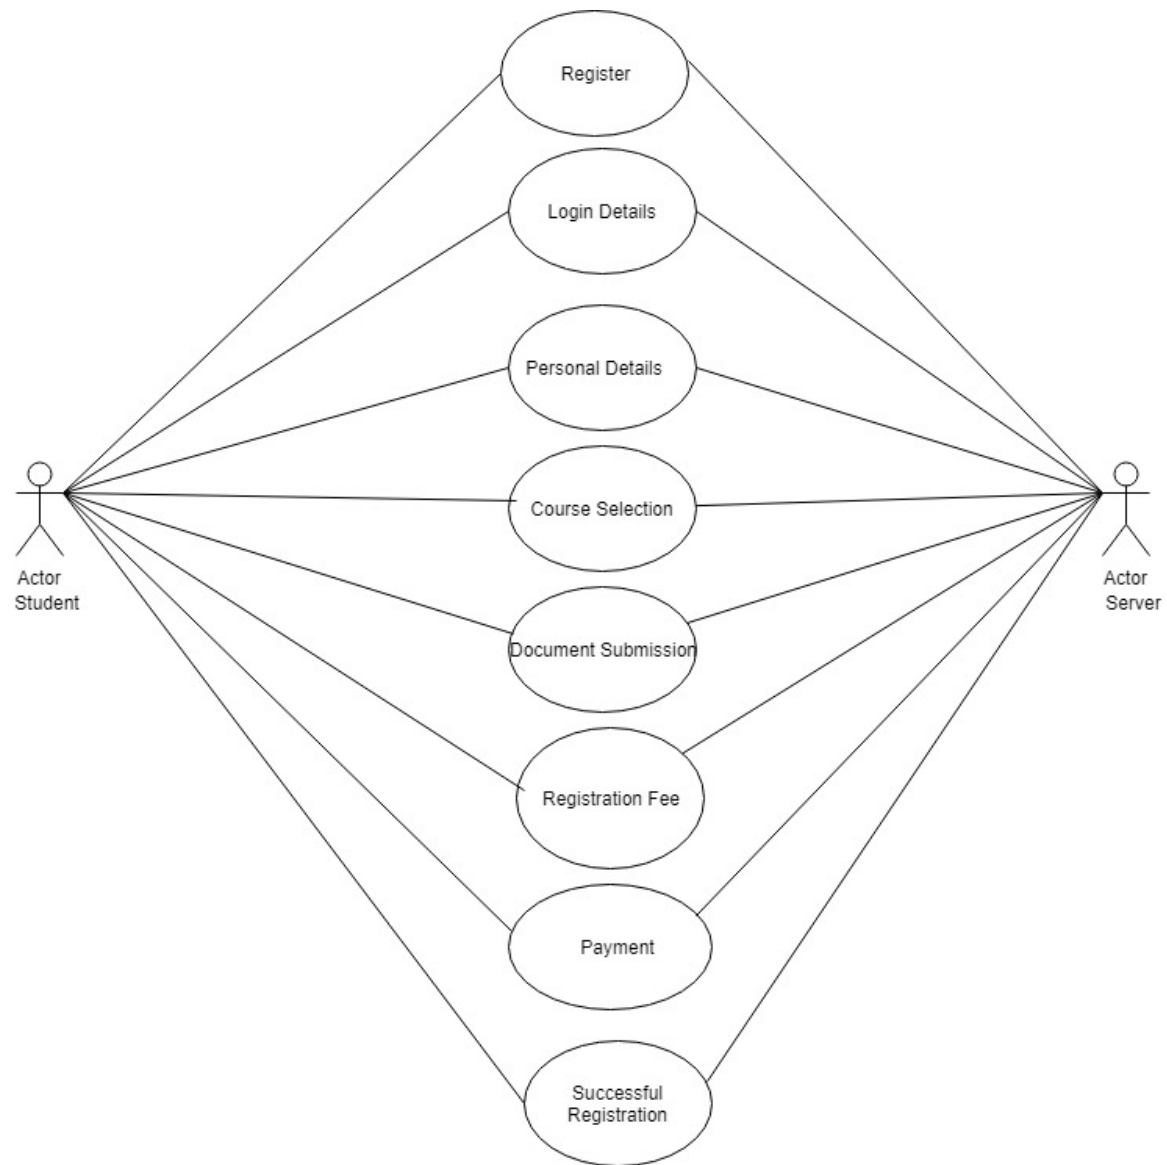 Register
Login Details
Personal Details
Course Selection
Actor
Student
Actor
Server
Document Submission
Registration Fee
Payment
Successful
Registration